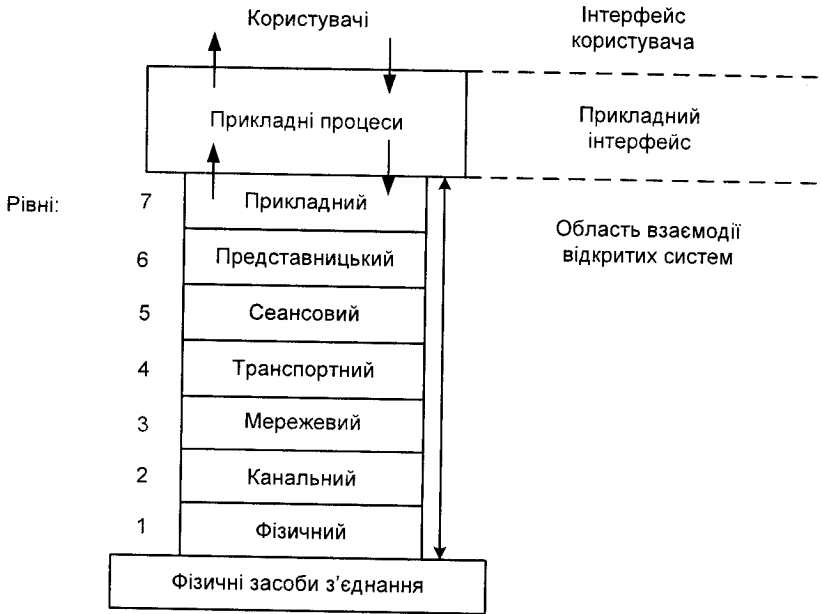 Користувачі
Інтерфейс
користувача
Прикладні процеси
Прикладний
інтерфейс
Рівні:
7 Прикладний
Область взаємодії
відкритих систем
6 Представницький
5 Сеансовий
4 Транспортний
3 Мережевий
2 Канальний
1 Фізичний
Фізичні засоби з’єднання